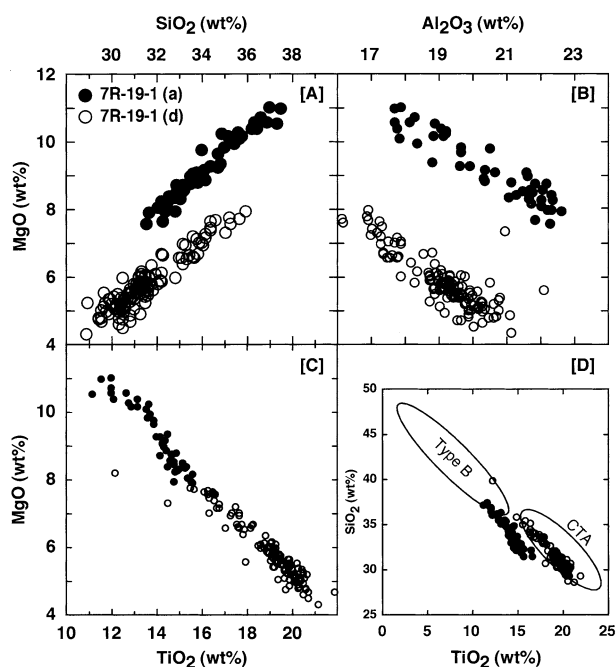 SiO2 (wt%) Al2O3 (wt%)
30 32 34 36 38 17 19 21 23
12
7R-19-1 (a) [A] [B]
7R-19-1 (d)
10
MgO (wt%)
8
6
4
[C] [D]
10
MgO (wt%)
8
6
4
10 12 14 16 18 20
TiO2 (wt%)
50
45
Type B
40
SiO2 (wt%)
CTA
35
30
25
0 5 10 15 20 25
TiO2 (wt%)